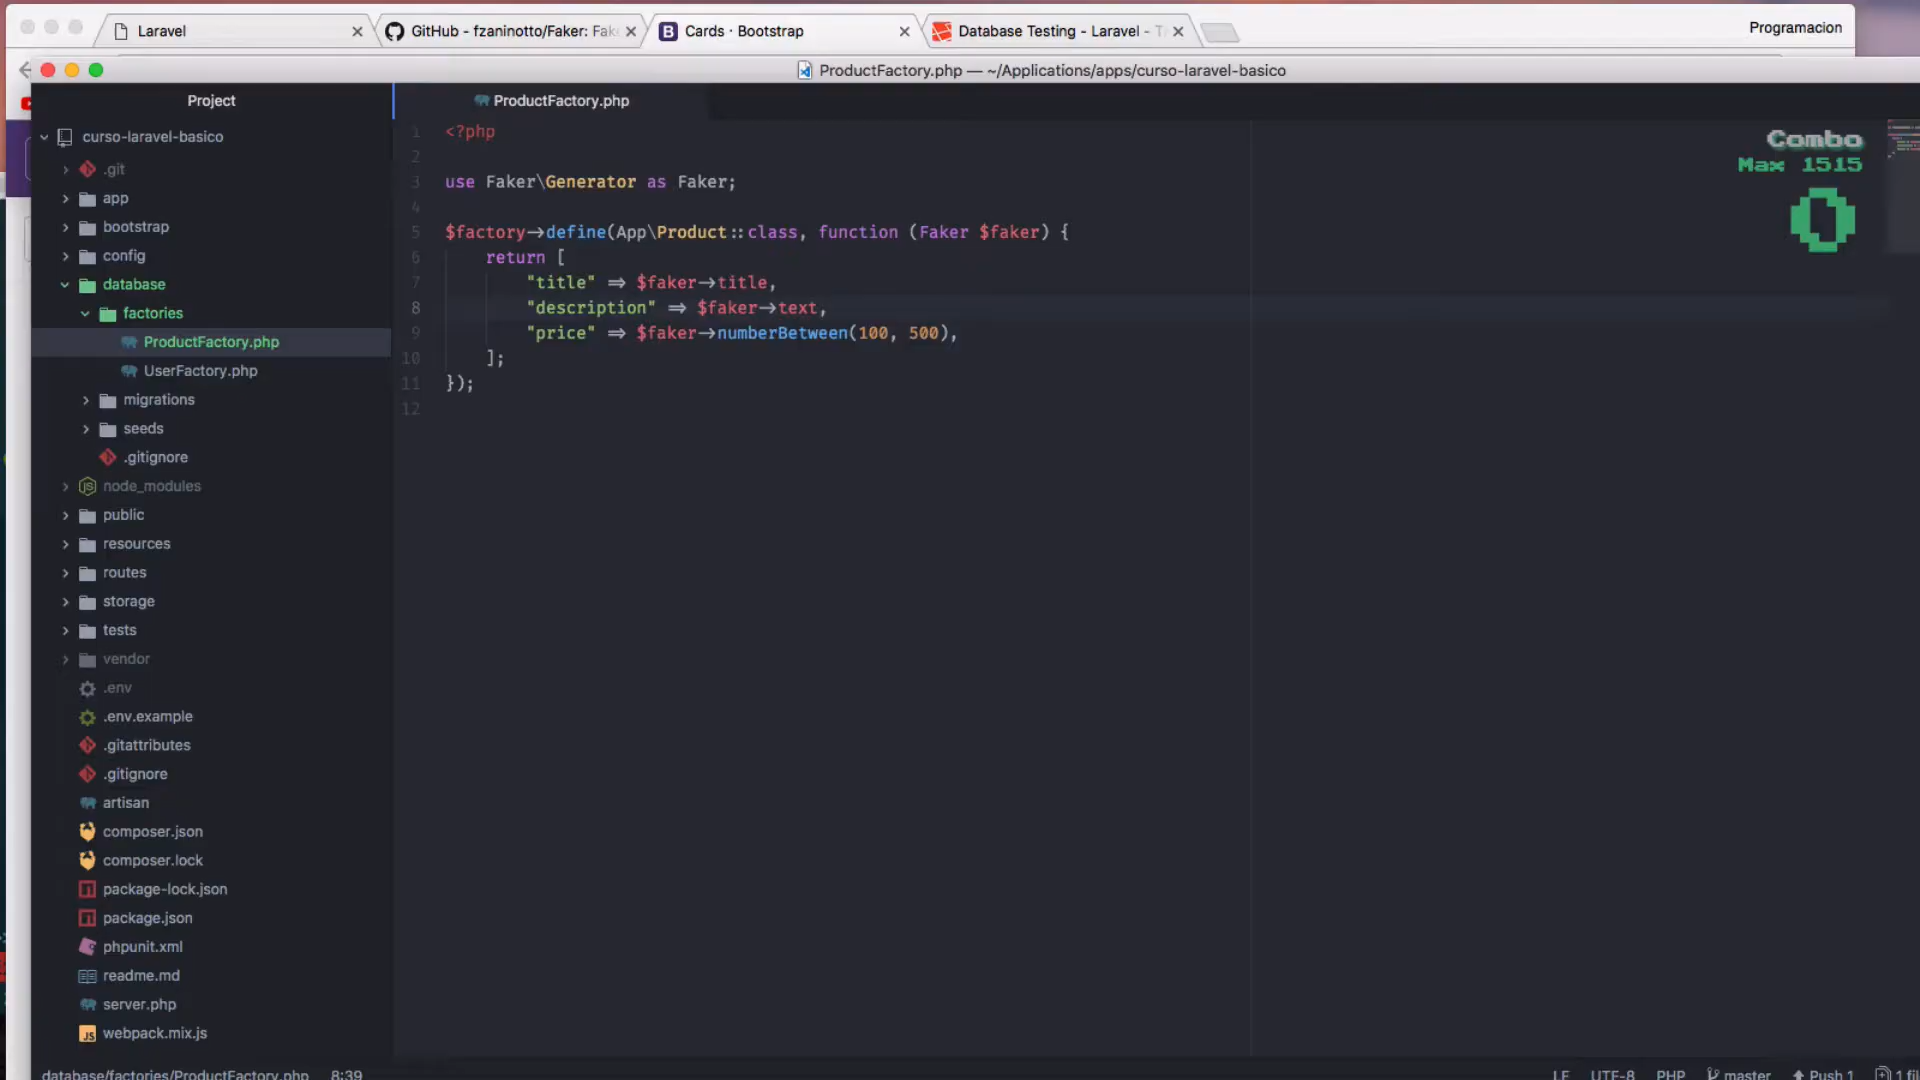 Laravel
GitHub - fzaninotto/Faker: Fak
Cards · Bootstrap
Database Testing - Laravel - T
Programacion
ProductFactory.php — ~/Applications/apps/curso-laravel-basico
Project
ProductFactory.php
curso-laravel-basico
.git
app
bootstrap
config
database
factories
ProductFactory.php
UserFactory.php
migrations
seeds
.gitignore
node_modules
public
resources
routes
storage
tests
vendor
.env
.env.example
.gitattributes
.gitignore
artisan
composer.json
composer.lock
package-lock.json
package.json
phpunit.xml
readme.md
server.php
webpack.mix.js
1 <?php
2
3 use Faker\Generator as Faker;
4
5 $factory->define(App\Product::class, function (Faker $faker) {
6 return [
7 "title" => $faker->title,
8 "description" => $faker->text,
9 "price" => $faker->numberBetween(100, 500),
10 ];
11 });
12
Combo
Max 1515
0
database/factories/ProductFactory.php 8:39
LF UTF-8 PHP master Push 1 1 fil